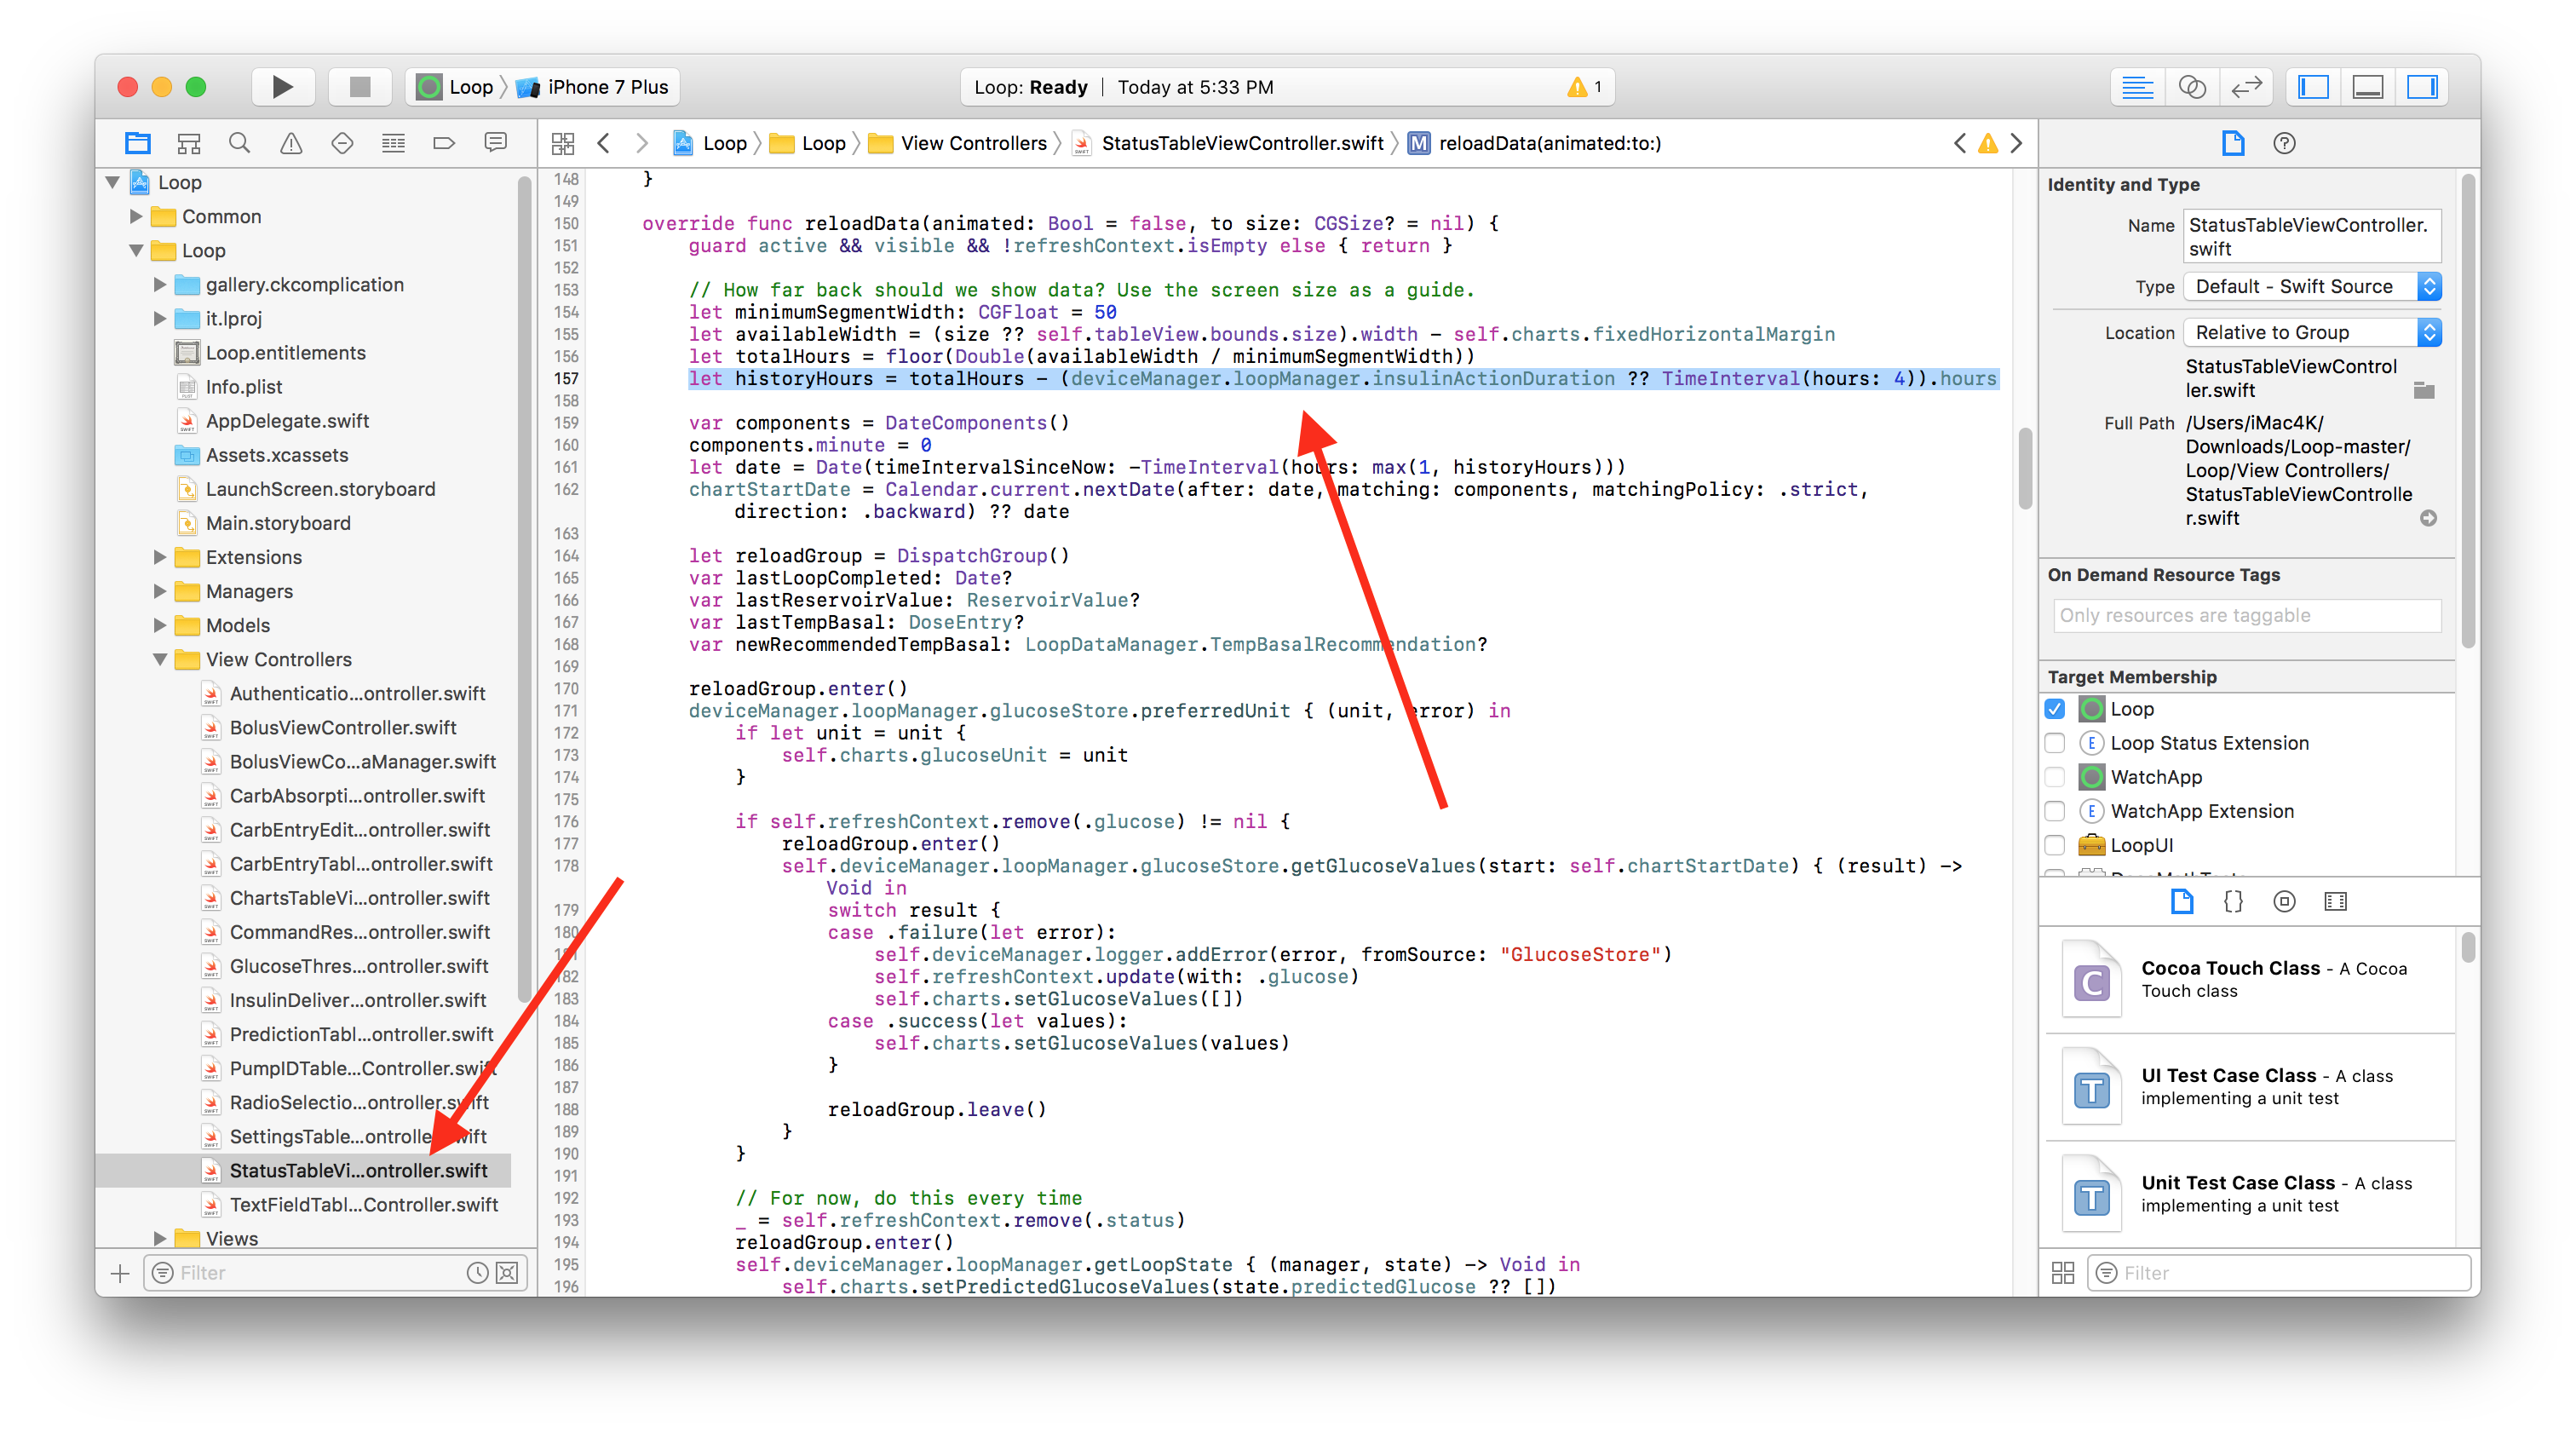 Loop 〉 iPhone 7 Plus
Loop: Ready | Today at 5:33 PM
1
Loop
Common
Loop
gallery.ckcomplication
it.lproj
Loop.entitlements
Info.plist
AppDelegate.swift
Assets.xcassets
LaunchScreen.storyboard
Main.storyboard
Extensions
Managers
Models
View Controllers
Authenticatio...ontroller.swift
BolusViewController.swift
BolusViewCo...aManager.swift
CarbAbsorpti...ontroller.swift
CarbEntryEdit...ontroller.swift
CarbEntryTabl...ontroller.swift
ChartsTableVi...ontroller.swift
CommandRes...ontroller.swift
GlucoseThres...ontroller.swift
InsulinDeliver...ontroller.swift
PredictionTabl...ontroller.swift
PumpIDTable...Controller.swift
RadioSelectio...ontroller.swift
SettingsTable...ontroller.swift
StatusTableVi...ontroller.swift
TextFieldTabl...Controller.swift
Views
Filter
Loop 〉 Loop 〉 View Controllers 〉 StatusTableViewController.swift 〉 M reloadData(animated:to:)
148 }
149
150 override func reloadData(animated: Bool = false, to size: CGSize? = nil) {
151 guard active && visible && !refreshContext.isEmpty else { return }
152
153 // How far back should we show data? Use the screen size as a guide.
154 let minimumSegmentWidth: CGFloat = 50
155 let availableWidth = (size ?? self.tableView.bounds.size).width - self.charts.fixedHorizontalMargin
156 let totalHours = floor(Double(availableWidth / minimumSegmentWidth))
157 let historyHours = totalHours - (deviceManager.loopManager.insulinActionDuration ?? TimeInterval(hours: 4)).hours
158
159 var components = DateComponents()
160 components.minute = 0
161 let date = Date(timeIntervalSinceNow: -TimeInterval(hours: max(1, historyHours)))
162 chartStartDate = Calendar.current.nextDate(after: date, matching: components, matchingPolicy: .strict,
direction: .backward) ?? date
163
164 let reloadGroup = DispatchGroup()
165 var lastLoopCompleted: Date?
166 var lastReservoirValue: ReservoirValue?
167 var lastTempBasal: DoseEntry?
168 var newRecommendedTempBasal: LoopDataManager.TempBasalRecommendation?
169
170 reloadGroup.enter()
171 deviceManager.loopManager.glucoseStore.preferredUnit { (unit, error) in
172 if let unit = unit {
173 self.charts.glucoseUnit = unit
174 }
175
176 if self.refreshContext.remove(.glucose) != nil {
177 reloadGroup.enter()
178 self.deviceManager.loopManager.glucoseStore.getGlucoseValues(start: self.chartStartDate) { (result) ->
Void in
179 switch result {
180 case .failure(let error):
181 self.deviceManager.logger.addError(error, fromSource: "GlucoseStore")
182 self.refreshContext.update(with: .glucose)
183 self.charts.setGlucoseValues([])
184 case .success(let values):
185 self.charts.setGlucoseValues(values)
186 }
187
188 reloadGroup.leave()
189 }
190 }
191
192 // For now, do this every time
193 _ = self.refreshContext.remove(.status)
194 reloadGroup.enter()
195 self.deviceManager.loopManager.getLoopState { (manager, state) -> Void in
196 self.charts.setPredictedGlucoseValues(state.predictedGlucose ?? [])
Identity and Type
Name StatusTableViewController.
swift
Type Default - Swift Source
Location Relative to Group
StatusTableViewControl
ler.swift
Full Path /Users/iMac4K/
Downloads/Loop-master/
Loop/View Controllers/
StatusTableViewControlle
r.swift
On Demand Resource Tags
Only resources are taggable
Target Membership
Loop
E Loop Status Extension
WatchApp
E WatchApp Extension
LoopUI
{}
C
Cocoa Touch Class - A Cocoa
Touch class
T
UI Test Case Class - A class
implementing a unit test
T
Unit Test Case Class - A class
implementing a unit test
Filter